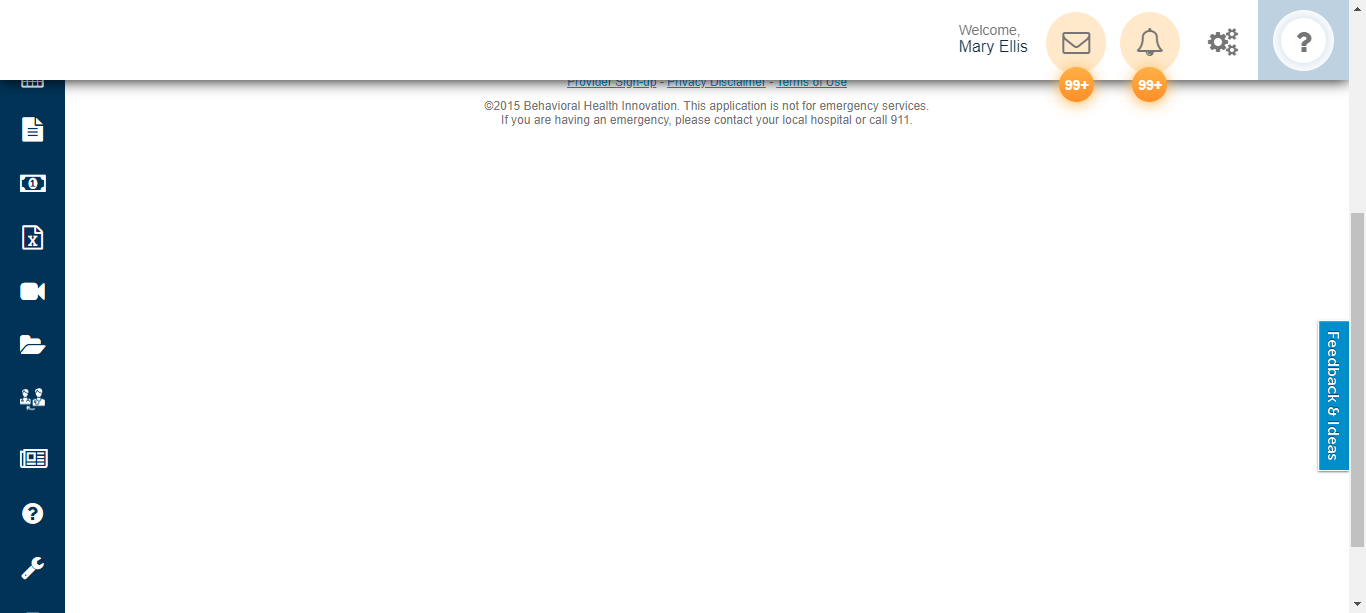 Welcome,
Mary Ellis
99+
99+
?
Provider Sign-up - Privacy Disclaimer - Terms of Use
©2015 Behavioral Health Innovation. This application is not for emergency services.
If you are having an emergency, please contact your local hospital or call 911.
1
X
?
Feedback & Ideas